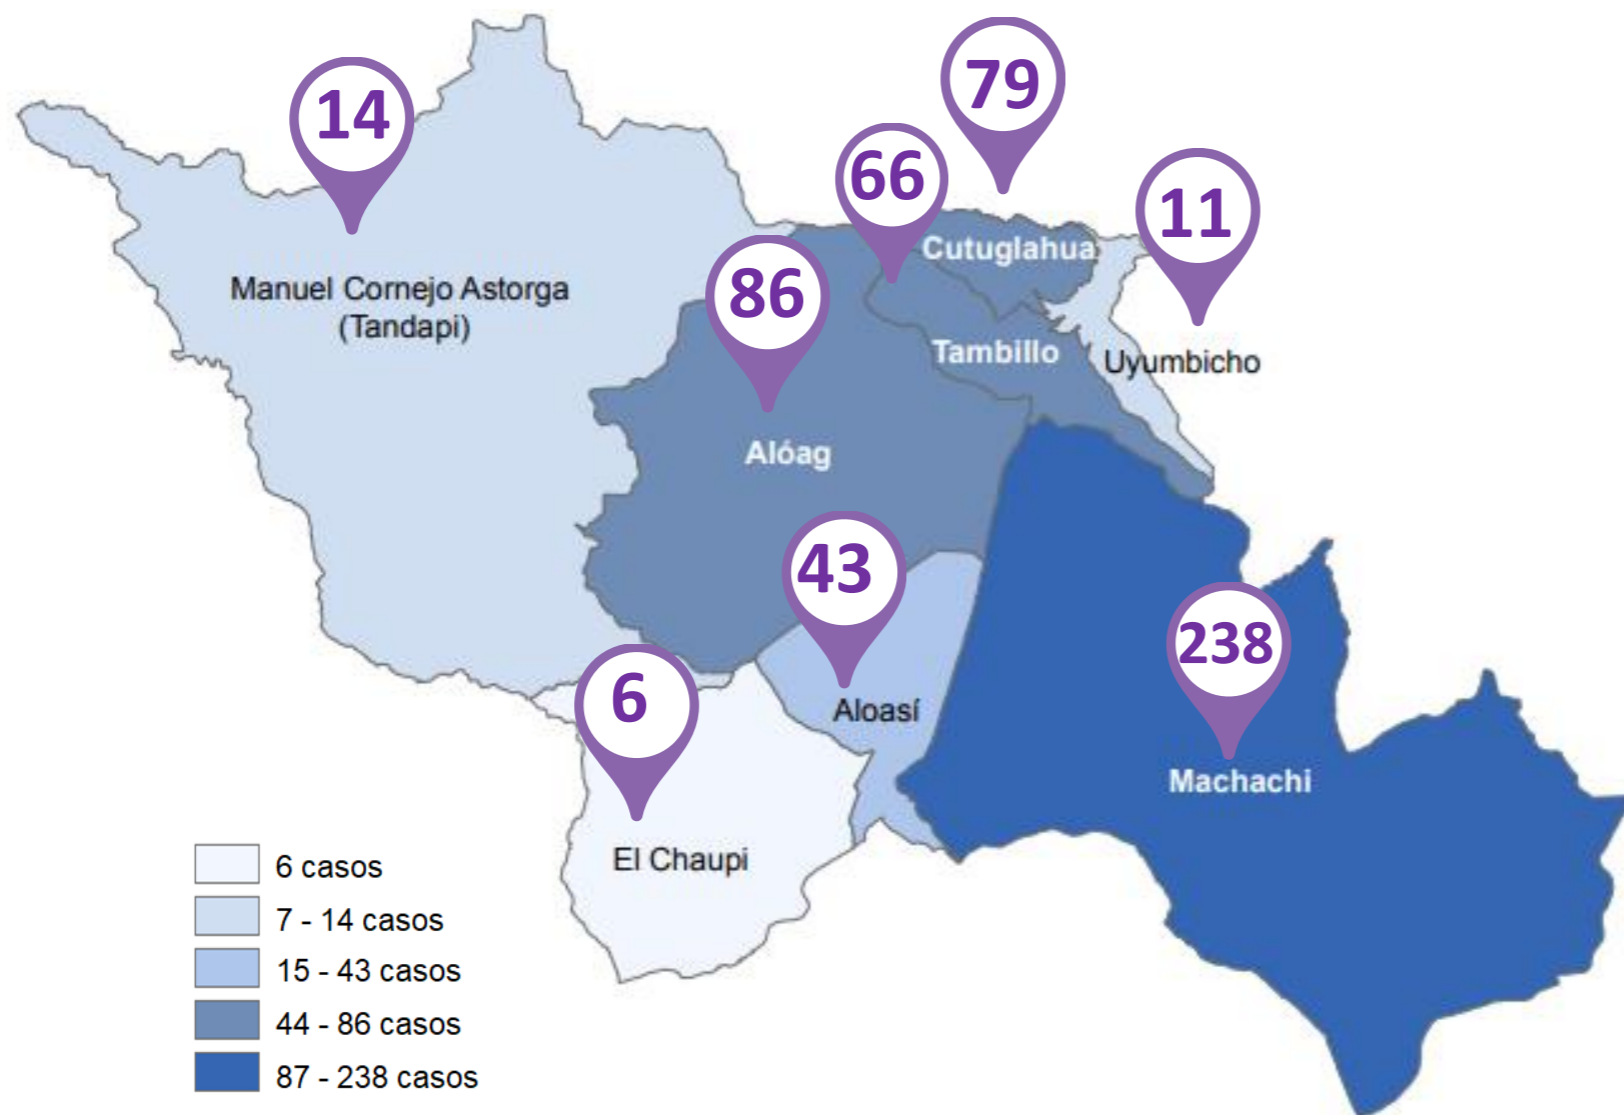 14
79
66
11
Cutuglahua
86
Manuel Cornejo Astorga
(Tandapi)
Tambillo
Uyumbicho
Alóag
43
238
6
Aloasí
Machachi
El Chaupi
6 casos
7 - 14 casos
15 - 43 casos
44 - 86 casos
87 - 238 casos